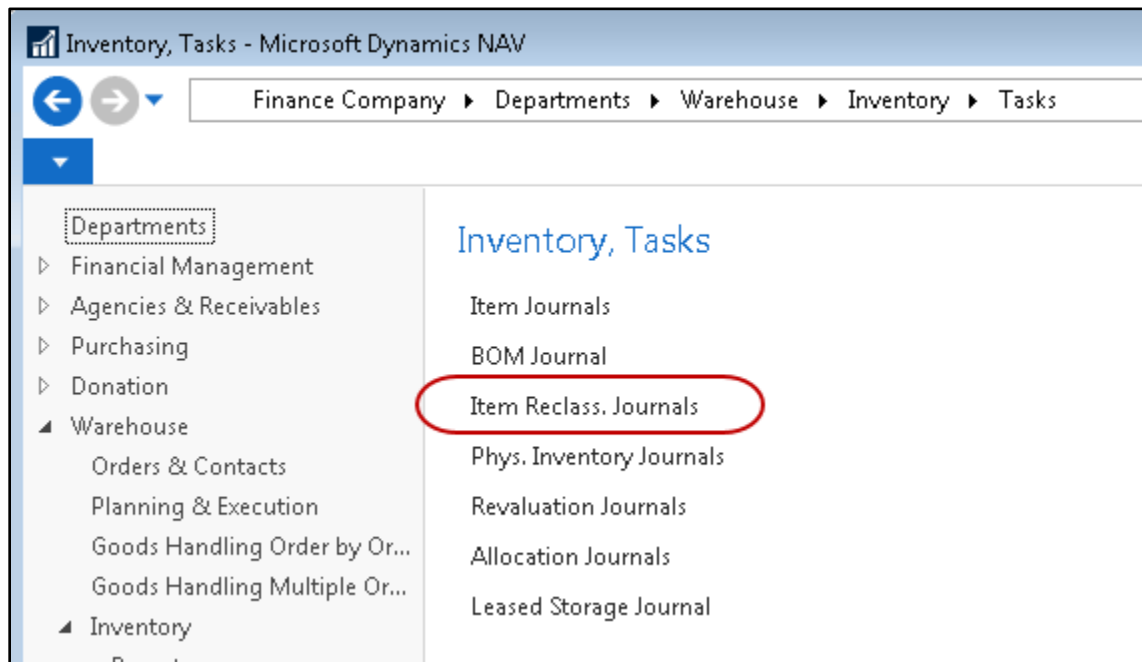 Inventory, Tasks - Microsoft Dynamics NAV
Finance Company Departments Warehouse Inventory Tasks
Departments
Financial Management
Agencies & Receivables
Purchasing
Donation
Warehouse
Orders & Contacts
Planning & Execution
Goods Handling Order by Or...
Goods Handling Multiple Or...
Inventory
Inventory, Tasks
Item Journals
BOM Journal
Item Reclass. Journals
Phys. Inventory Journals
Revaluation Journals
Allocation Journals
Leased Storage Journal